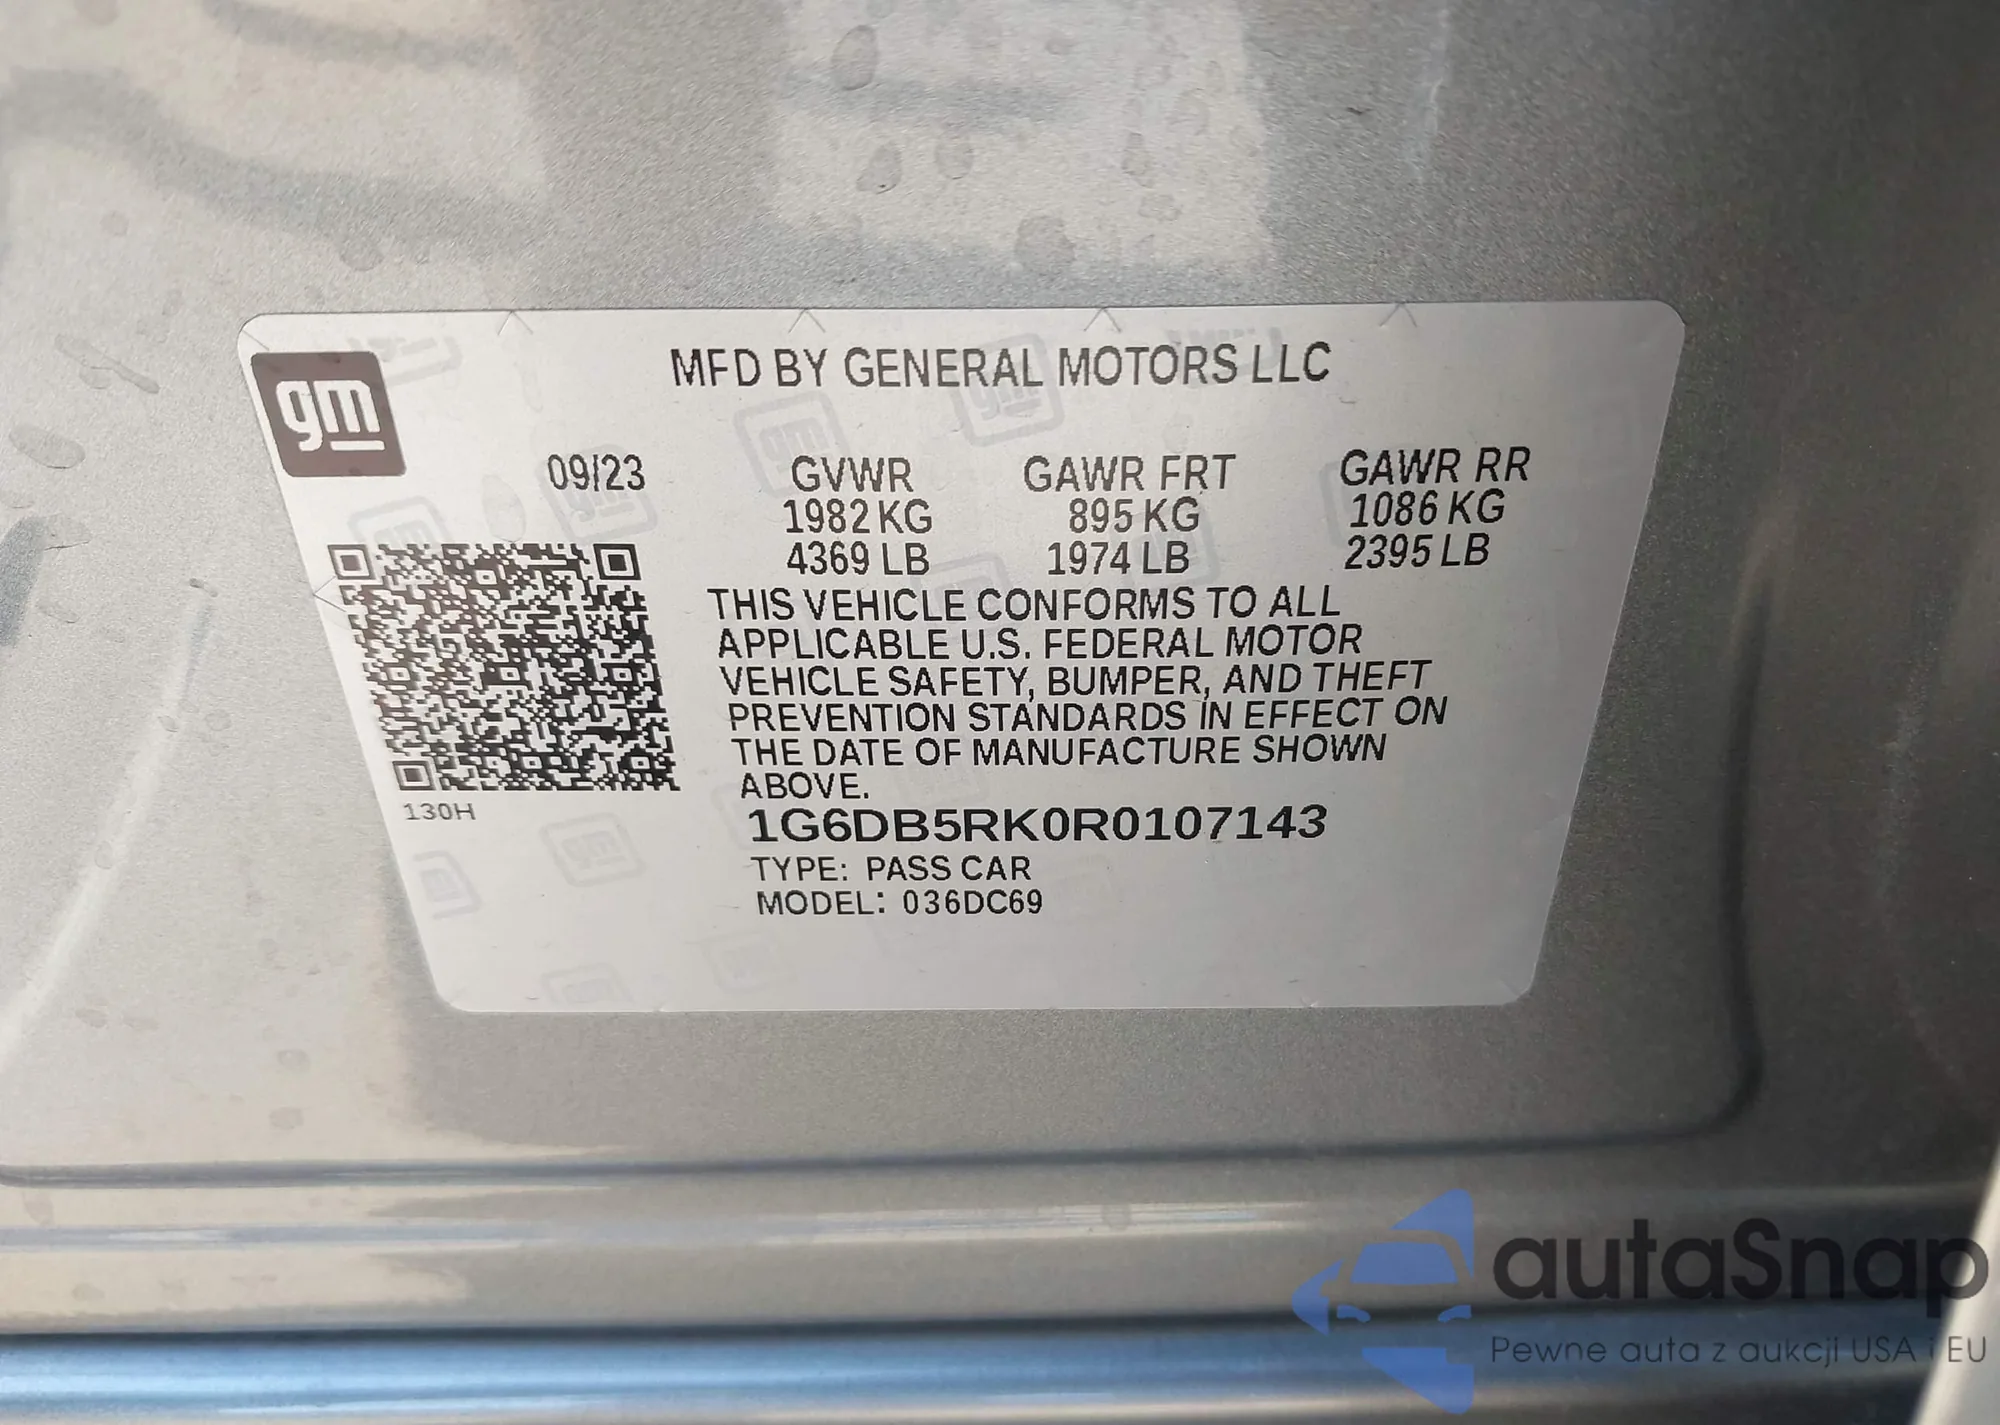 MFD BY GENERAL MOTORS LLC
gm
09/23 GVWR GAWR FRT GAWR RR
1982 KG 895 KG 1086 KG
4369 LB 1974 LB 2395 LB
THIS VEHICLE CONFORMS TO ALL
APPLICABLE U.S. FEDERAL MOTOR
VEHICLE SAFETY, BUMPER, AND THEFT
PREVENTION STANDARDS IN EFFECT ON
THE DATE OF MANUFACTURE SHOWN
ABOVE.
130H
1G6DB5RK0R0107143
TYPE: PASS CAR
MODEL: 036DC69
autaSnap
Pewne auta z aukcji USA i EU